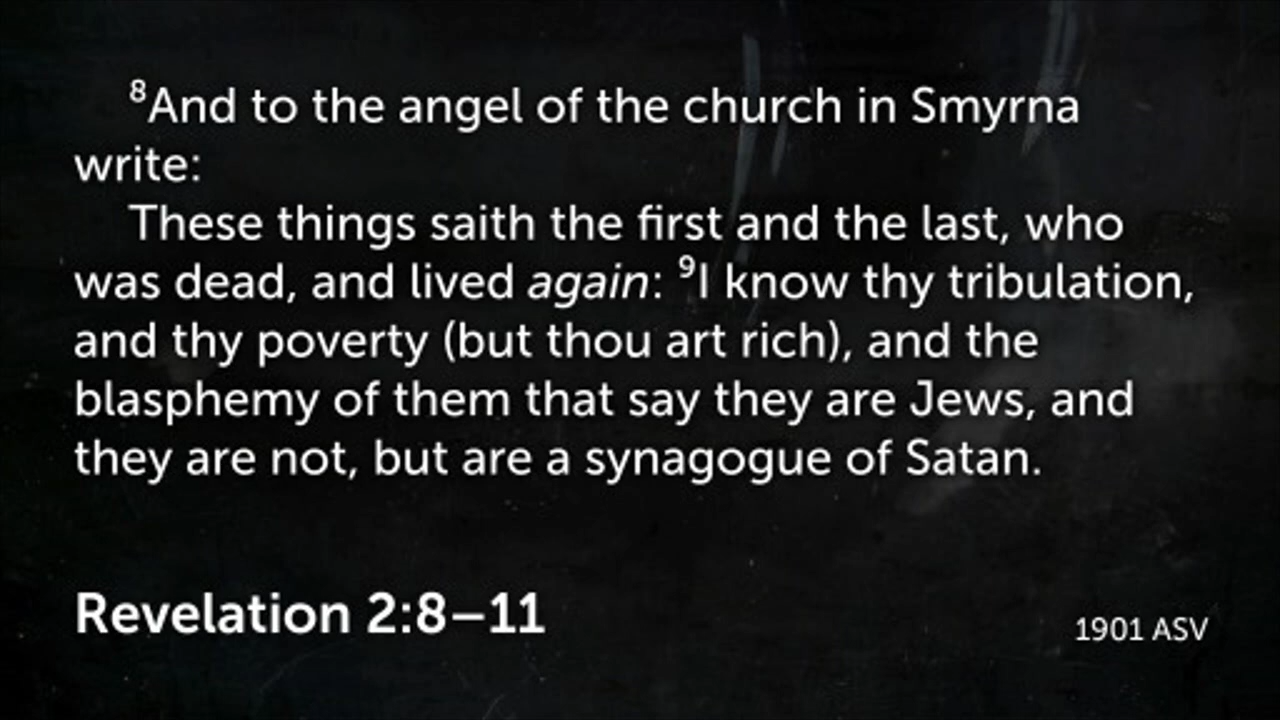 ⁸And to the angel of the church in Smyrna
write:
These things saith the first and the last, who
was dead, and lived again: ⁹I know thy tribulation,
and thy poverty (but thou art rich), and the
blasphemy of them that say they are Jews, and
they are not, but are a synagogue of Satan.
Revelation 2:8–11
1901 ASV